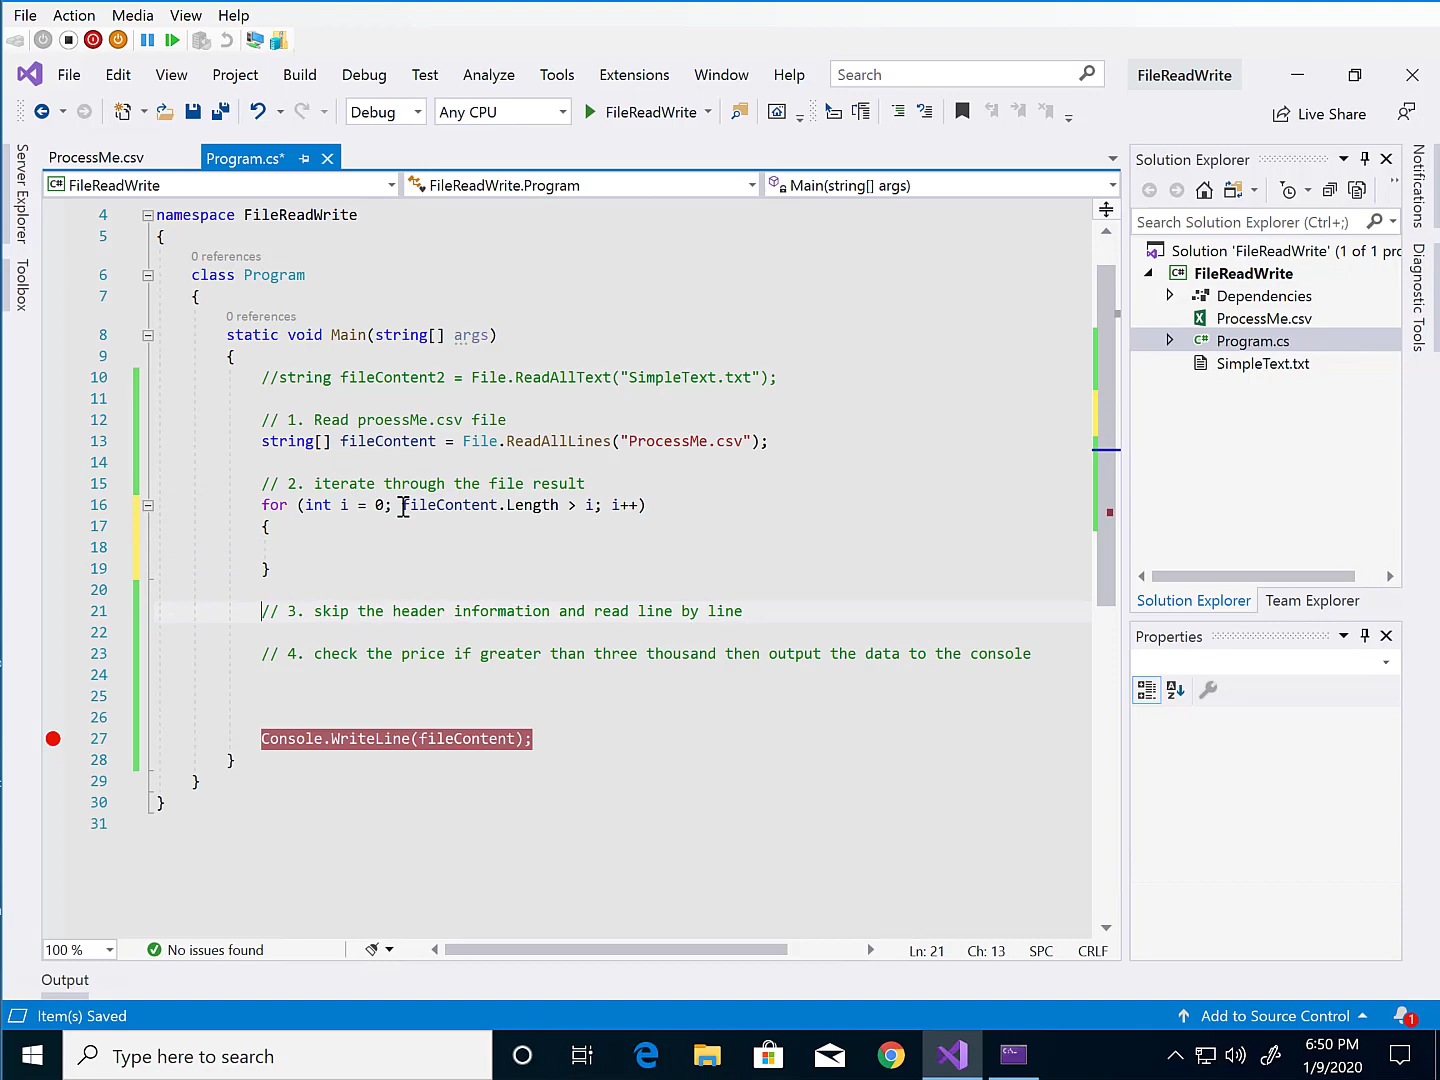 File Action Media View Help
File Edit View Project Build Debug Test Analyze Tools Extensions Window Help Search FileReadWrite
Debug Any CPU FileReadWrite Live Share
Server Explorer
Toolbox
ProcessMe.csv Program.cs*
FileReadWrite FileReadWrite.Program Main(string[] args)
4 namespace FileReadWrite
5 {
0 references
6 class Program
7 {
0 references
8 static void Main(string[] args)
9 {
10 //string fileContent2 = File.ReadAllText("SimpleText.txt");
11
12 // 1. Read proessMe.csv file
13 string[] fileContent = File.ReadAllLines("ProcessMe.csv");
14
15 // 2. iterate through the file result
16 for (int i = 0; fileContent.Length > i; i++)
17 {
18
19 }
20
21 // 3. skip the header information and read line by line
22
23 // 4. check the price if greater than three thousand then output the data to the console
24
25
26
27 Console.WriteLine(fileContent);
28 }
29 }
30 }
31
100 % No issues found Ln: 21 Ch: 13 SPC CRLF
Output
Solution Explorer
Search Solution Explorer (Ctrl+;)
Solution 'FileReadWrite' (1 of 1 prc
FileReadWrite
Dependencies
ProcessMe.csv
Program.cs
SimpleText.txt
Solution Explorer Team Explorer
Properties
Notifications
Diagnostic Tools
Item(s) Saved Add to Source Control 1
Type here to search
6:50 PM
1/9/2020